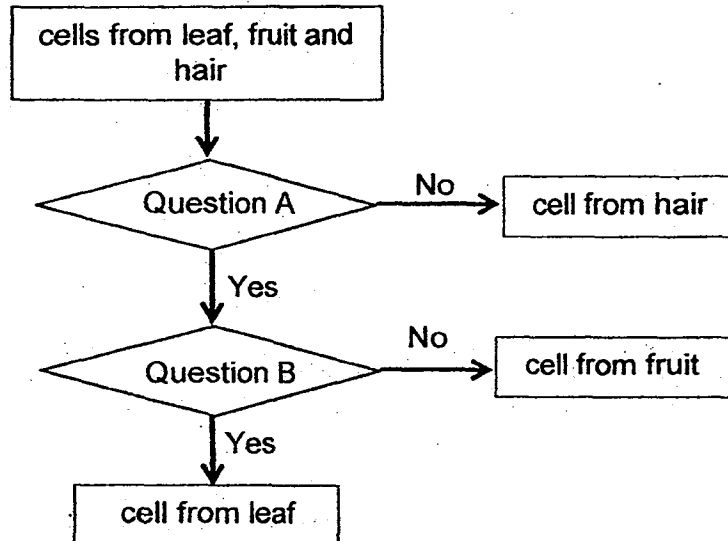 cells from leaf, fruit and
hair
Question A
No
cell from hair
Yes
Question B
No
cell from fruit
Yes
cell from leaf